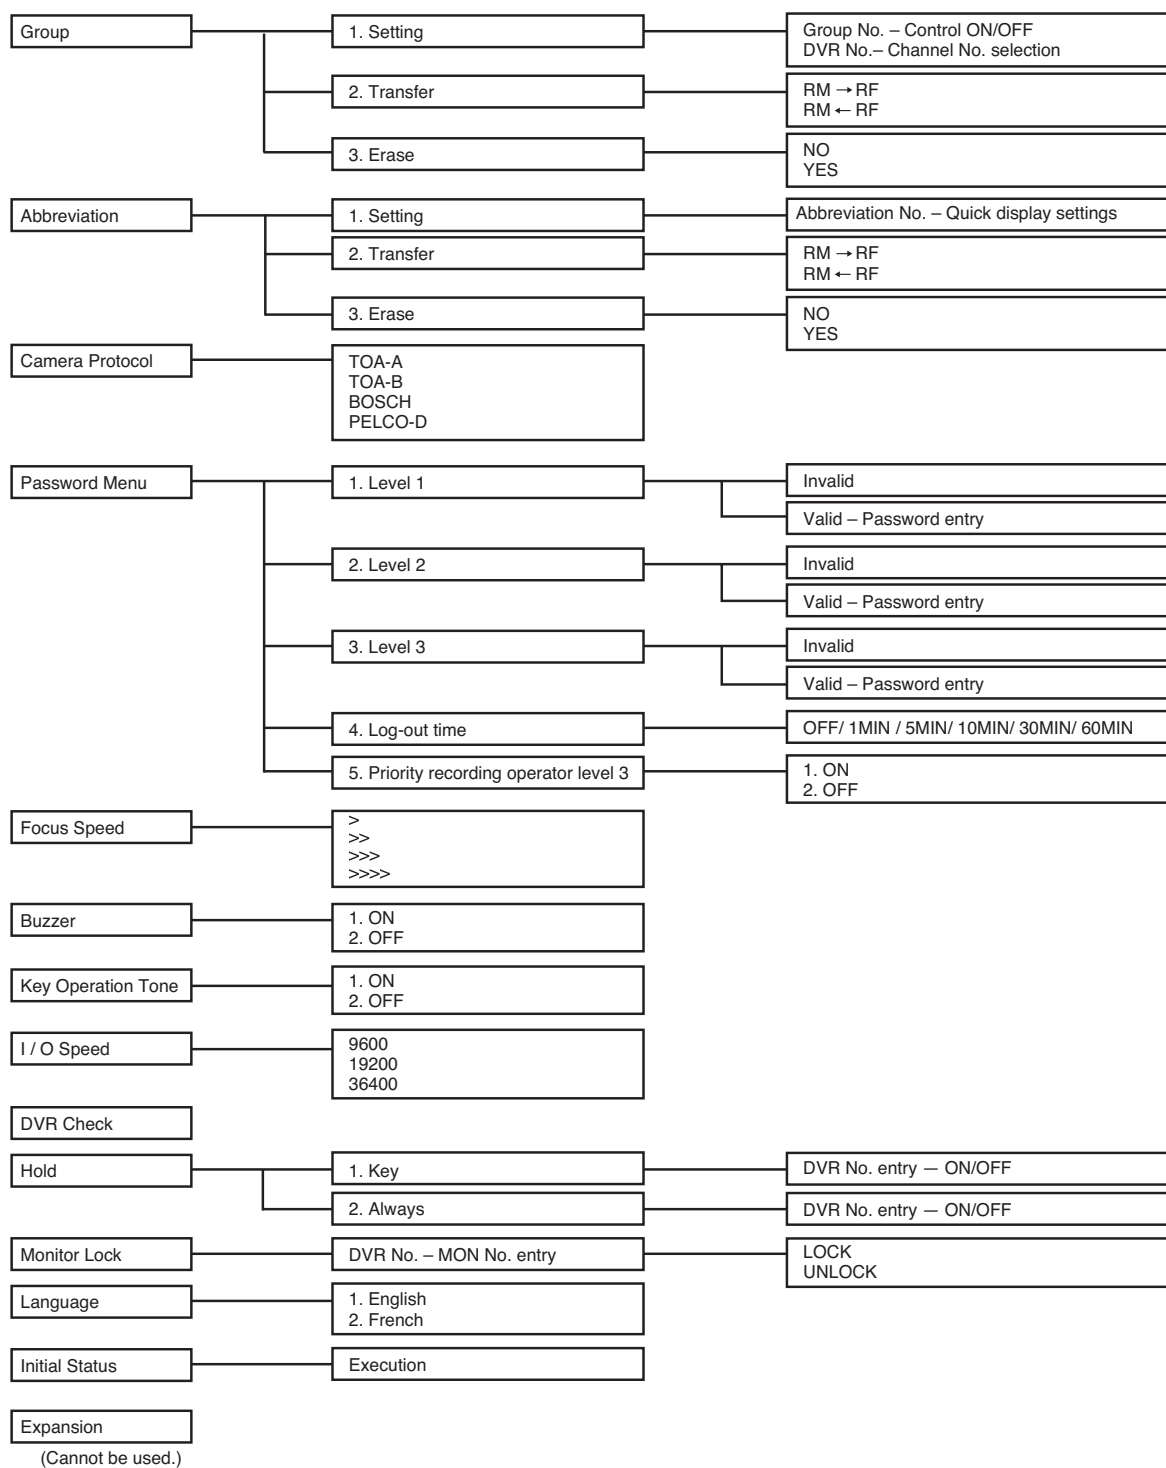 Group
1. Setting
Group No. – Control ON/OFF
DVR No.– Channel No. selection
2. Transfer
RM → RF
RM ← RF
3. Erase
NO
YES
Abbreviation
1. Setting
Abbreviation No. – Quick display settings
2. Transfer
RM → RF
RM ← RF
3. Erase
NO
YES
Camera Protocol
TOA-A
TOA-B
BOSCH
PELCO-D
Password Menu
1. Level 1
Invalid
Valid – Password entry
2. Level 2
Invalid
Valid – Password entry
3. Level 3
Invalid
Valid – Password entry
4. Log-out time
OFF/ 1MIN / 5MIN/ 10MIN/ 30MIN/ 60MIN
5. Priority recording operator level 3
1. ON
2. OFF
Focus Speed
>
>>
>>>
>>>>
Buzzer
1. ON
2. OFF
Key Operation Tone
1. ON
2. OFF
I / O Speed
9600
19200
36400
DVR Check
Hold
1. Key
DVR No. entry — ON/OFF
2. Always
DVR No. entry — ON/OFF
Monitor Lock
DVR No. – MON No. entry
LOCK
UNLOCK
Language
1. English
2. French
Initial Status
Execution
Expansion
(Cannot be used.)